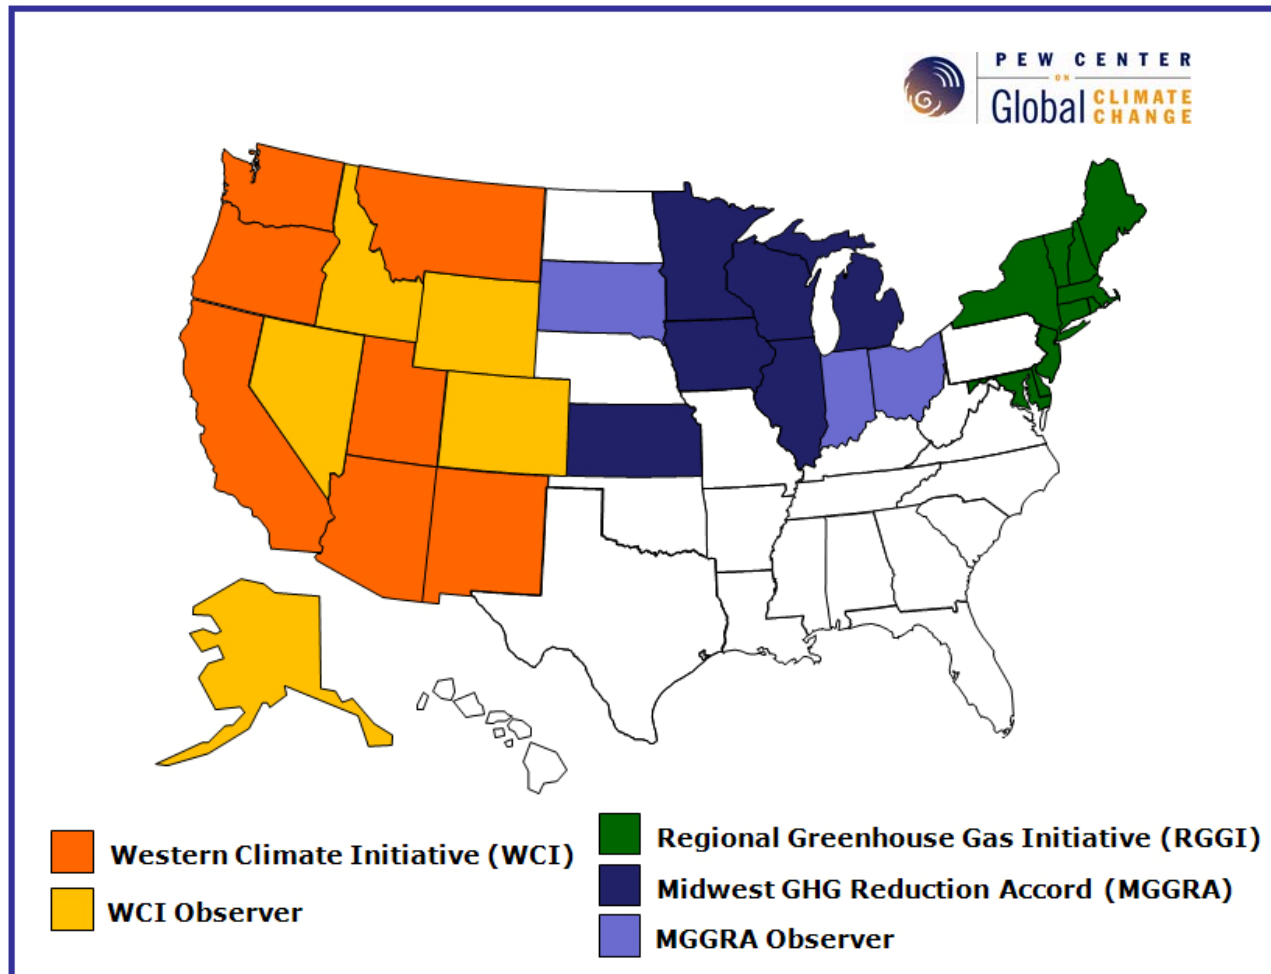 PEW CENTER
ON
Global CLIMATE
CHANGE
Western Climate Initiative (WCI)
WCI Observer
Regional Greenhouse Gas Initiative (RGGI)
Midwest GHG Reduction Accord (MGGRA)
MGGRA Observer